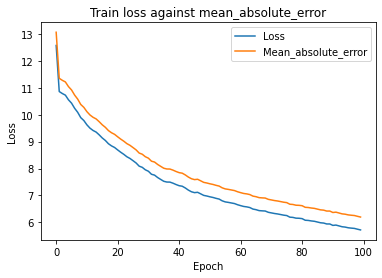 Train loss against mean_absolute_error
Loss
Mean_absolute_error
13
12
11
10
9
8
7
6
Loss
0
20
40
60
80
100
Epoch